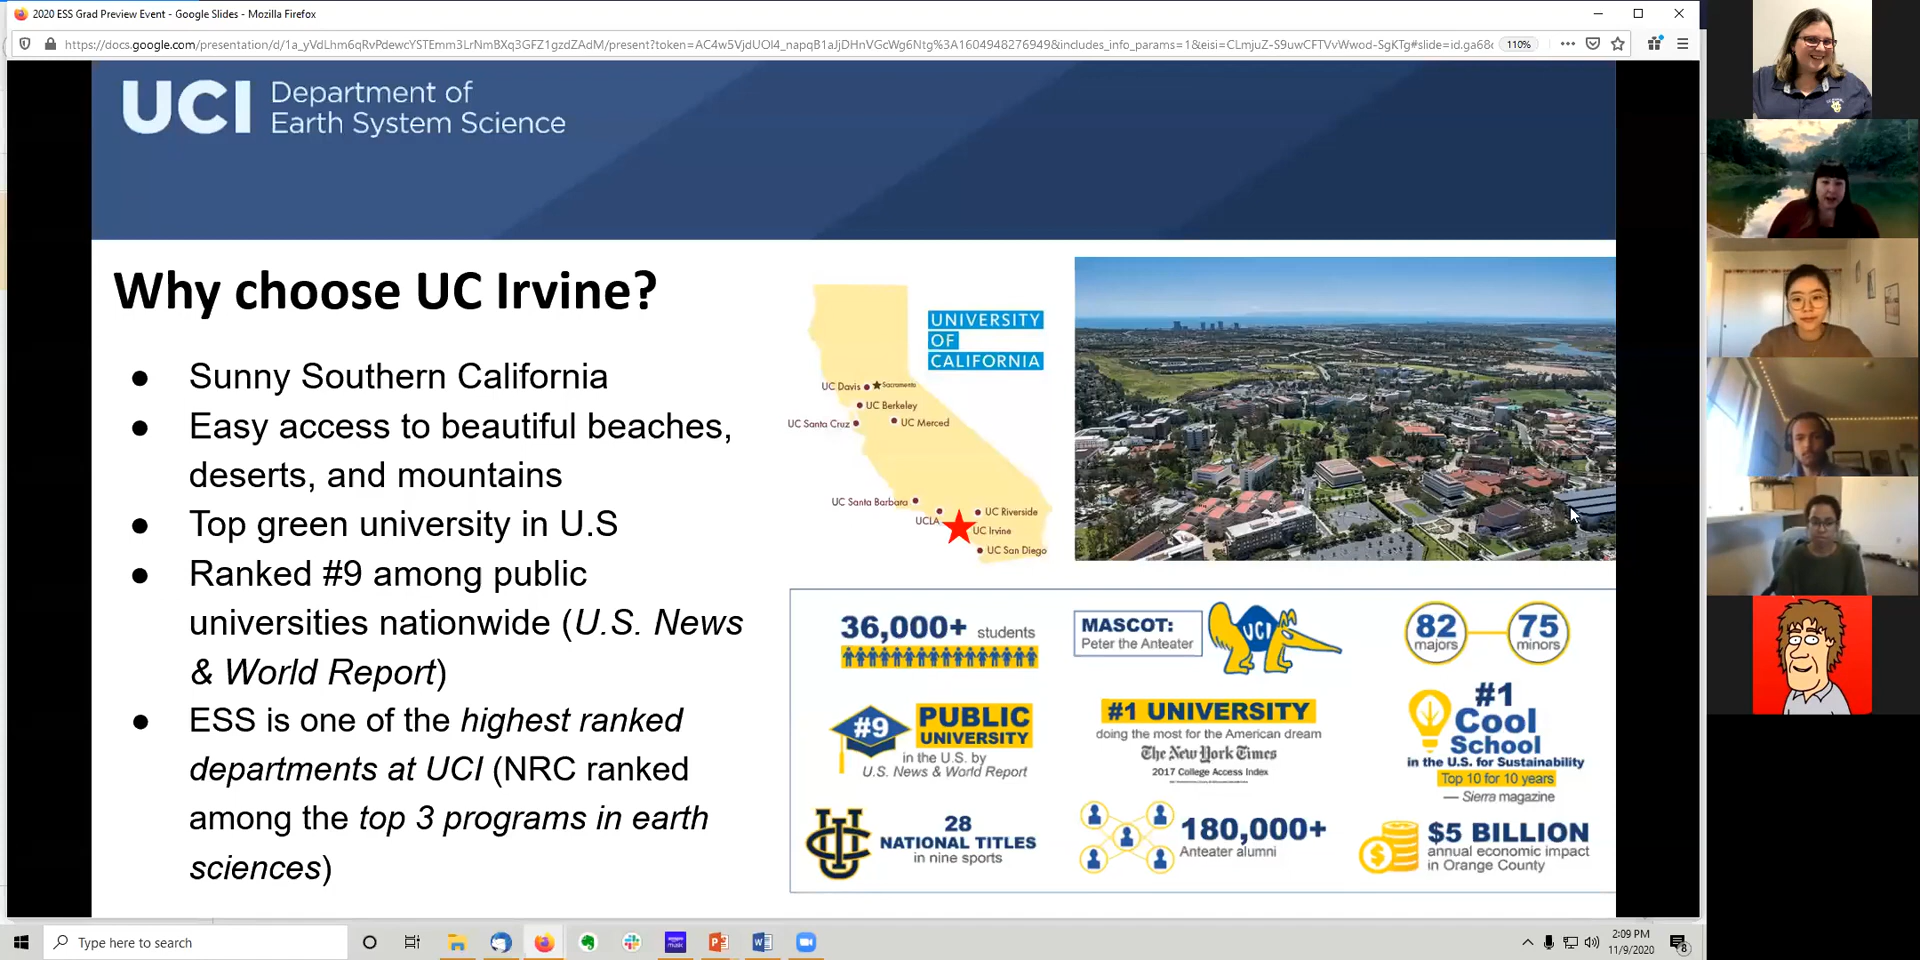 2020 ESS Grad Preview Event - Google Slides - Mozilla Firefox
110%
UCI Department of
Earth System Science
Why choose UC Irvine?
● Sunny Southern California
● Easy access to beautiful beaches,
deserts, and mountains
● Top green university in U.S
● Ranked #9 among public
universities nationwide (U.S. News
& World Report)
● ESS is one of the highest ranked
departments at UCI (NRC ranked
among the top 3 programs in earth
sciences)
UNIVERSITY
OF
CALIFORNIA
UC Davis
Sacramento
UC Berkeley
UC Santa Cruz
UC Merced
UC Santa Barbara
UCLA
UC Riverside
UC Irvine
UC San Diego
36,000+ students
MASCOT:
Peter the Anteater
UCI
82
majors
75
minors
#9
PUBLIC
UNIVERSITY
in the U.S. by
U.S. News & World Report
#1 UNIVERSITY
doing the most for the American dream
The New York Times
2017 College Access Index
#1
Cool
School
in the U.S. for Sustainability
Top 10 for 10 years
— Sierra magazine
28
NATIONAL TITLES
in nine sports
180,000+
Anteater alumni
$5 BILLION
annual economic impact
in Orange County
Type here to search
2:09 PM
11/9/2020
8